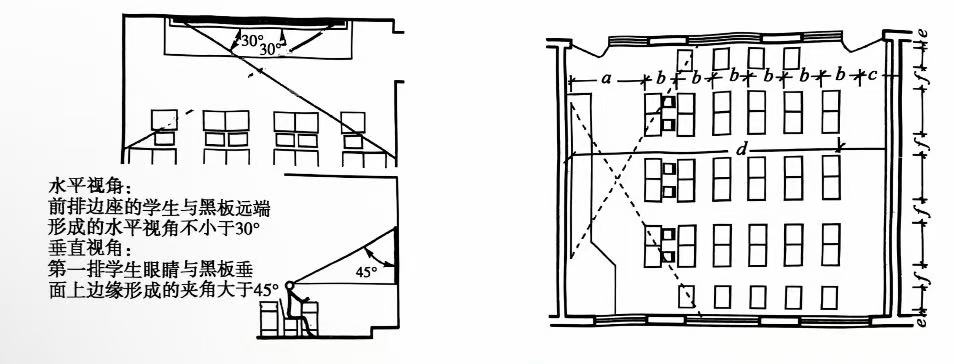 30°
30°
水平视角：
前排边座的学生与黑板远端
形成的水平视角不小于30°
垂直视角：
第一排学生眼睛与黑板垂
面上边缘形成的夹角大于45°
45°
a b b b b b b c
d
e
f
f
f
f
f
e